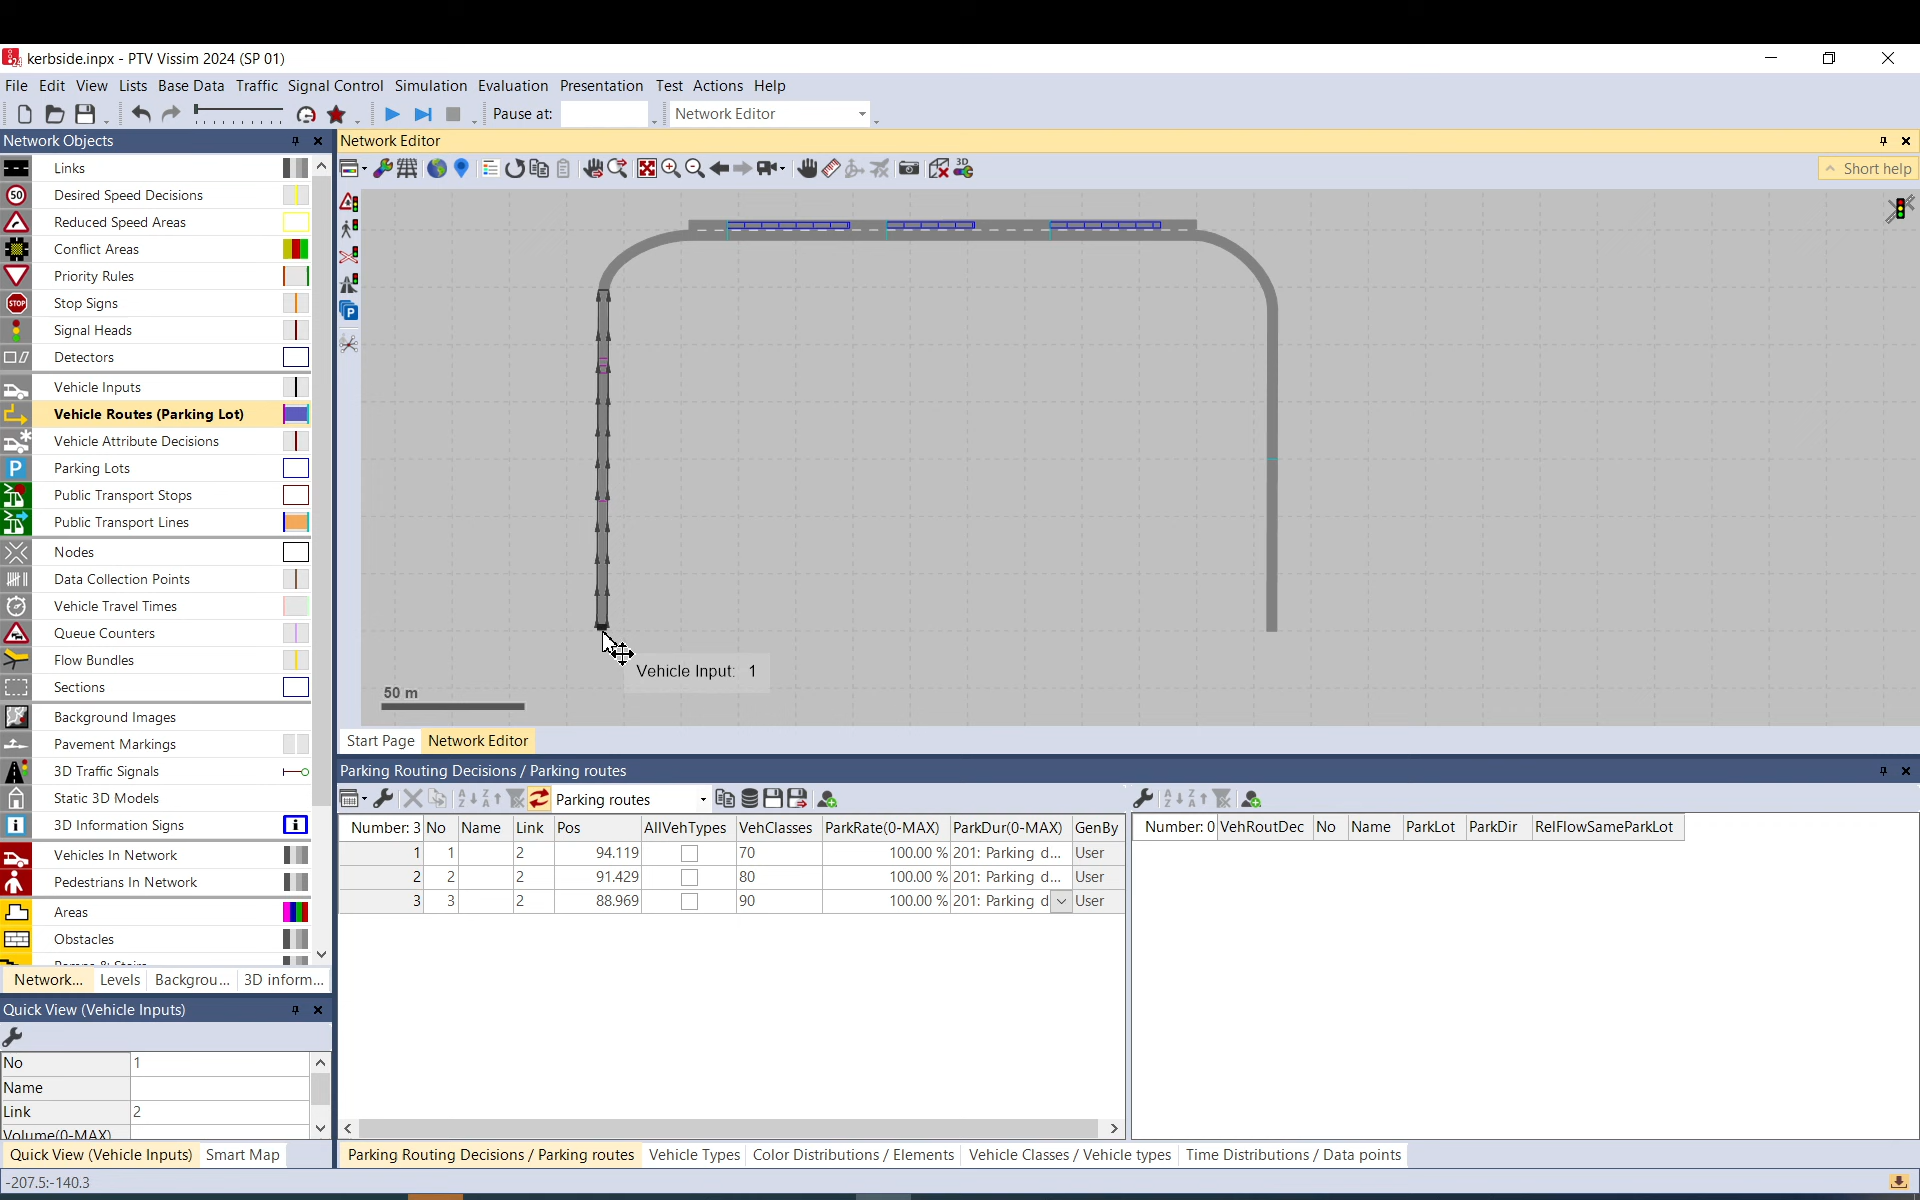 kerbside.inpx - PTV Vissim 2024 (SP 01)
File Edit View Lists Base Data Traffic Signal Control Simulation Evaluation Presentation Test Actions Help
Pause at: Network Editor
Network Objects
Network Editor
Short help
Links
50 Desired Speed Decisions
Reduced Speed Areas
Conflict Areas
Priority Rules
STOP Stop Signs
Signal Heads
Detectors
Vehicle Inputs
Vehicle Routes (Parking Lot)
Vehicle Attribute Decisions
P Parking Lots
Public Transport Stops
Public Transport Lines
Nodes
Data Collection Points
Vehicle Travel Times
Queue Counters
Flow Bundles
Sections
Background Images
Pavement Markings
3D Traffic Signals
Static 3D Models
3D Information Signs
Vehicles In Network
Pedestrians In Network
Areas
Obstacles
Network... Levels Backgrou... 3D inform...
Vehicle Input: 1
50 m
Start Page Network Editor
Quick View (Vehicle Inputs)
No 1
Name
Link 2
Volume(0-MAX)
Quick View (Vehicle Inputs) Smart Map
Parking Routing Decisions / Parking routes
Parking routes
Number: 3 No Name Link Pos AllVehTypes VehClasses ParkRate(0-MAX) ParkDur(0-MAX) GenBy
1 1 2 94.119 70 100.00 % 201: Parking d... User
2 2 2 91.429 80 100.00 % 201: Parking d... User
3 3 2 88.969 90 100.00 % 201: Parking d User
Number: 0 VehRoutDec No Name ParkLot ParkDir RelFlowSameParkLot
Parking Routing Decisions / Parking routes Vehicle Types Color Distributions / Elements Vehicle Classes / Vehicle types Time Distributions / Data points
-207.5:-140.3